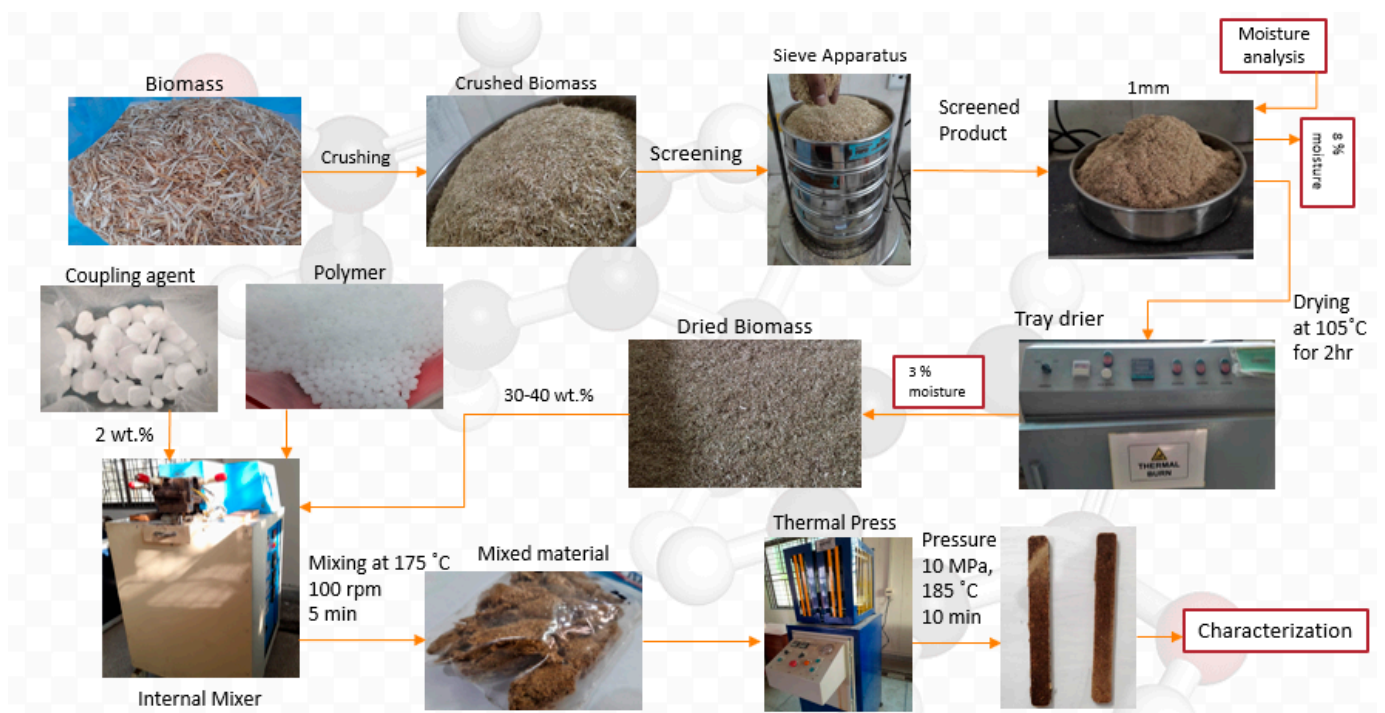 Biomass
Crushing
Crushed Biomass
Screening
Sieve Apparatus
Screened
Product
1mm
Moisture
analysis
8 %
moisture
Drying
at 105˚C
for 2hr
Tray drier
THERMAL
BURN
3 %
moisture
Dried Biomass
30-40 wt.%
Coupling agent
2 wt.%
Polymer
Internal Mixer
Mixing at 175 ˚C
100 rpm
5 min
Mixed material
Thermal Press
Pressure
10 MPa,
185 ˚C
10 min
Characterization